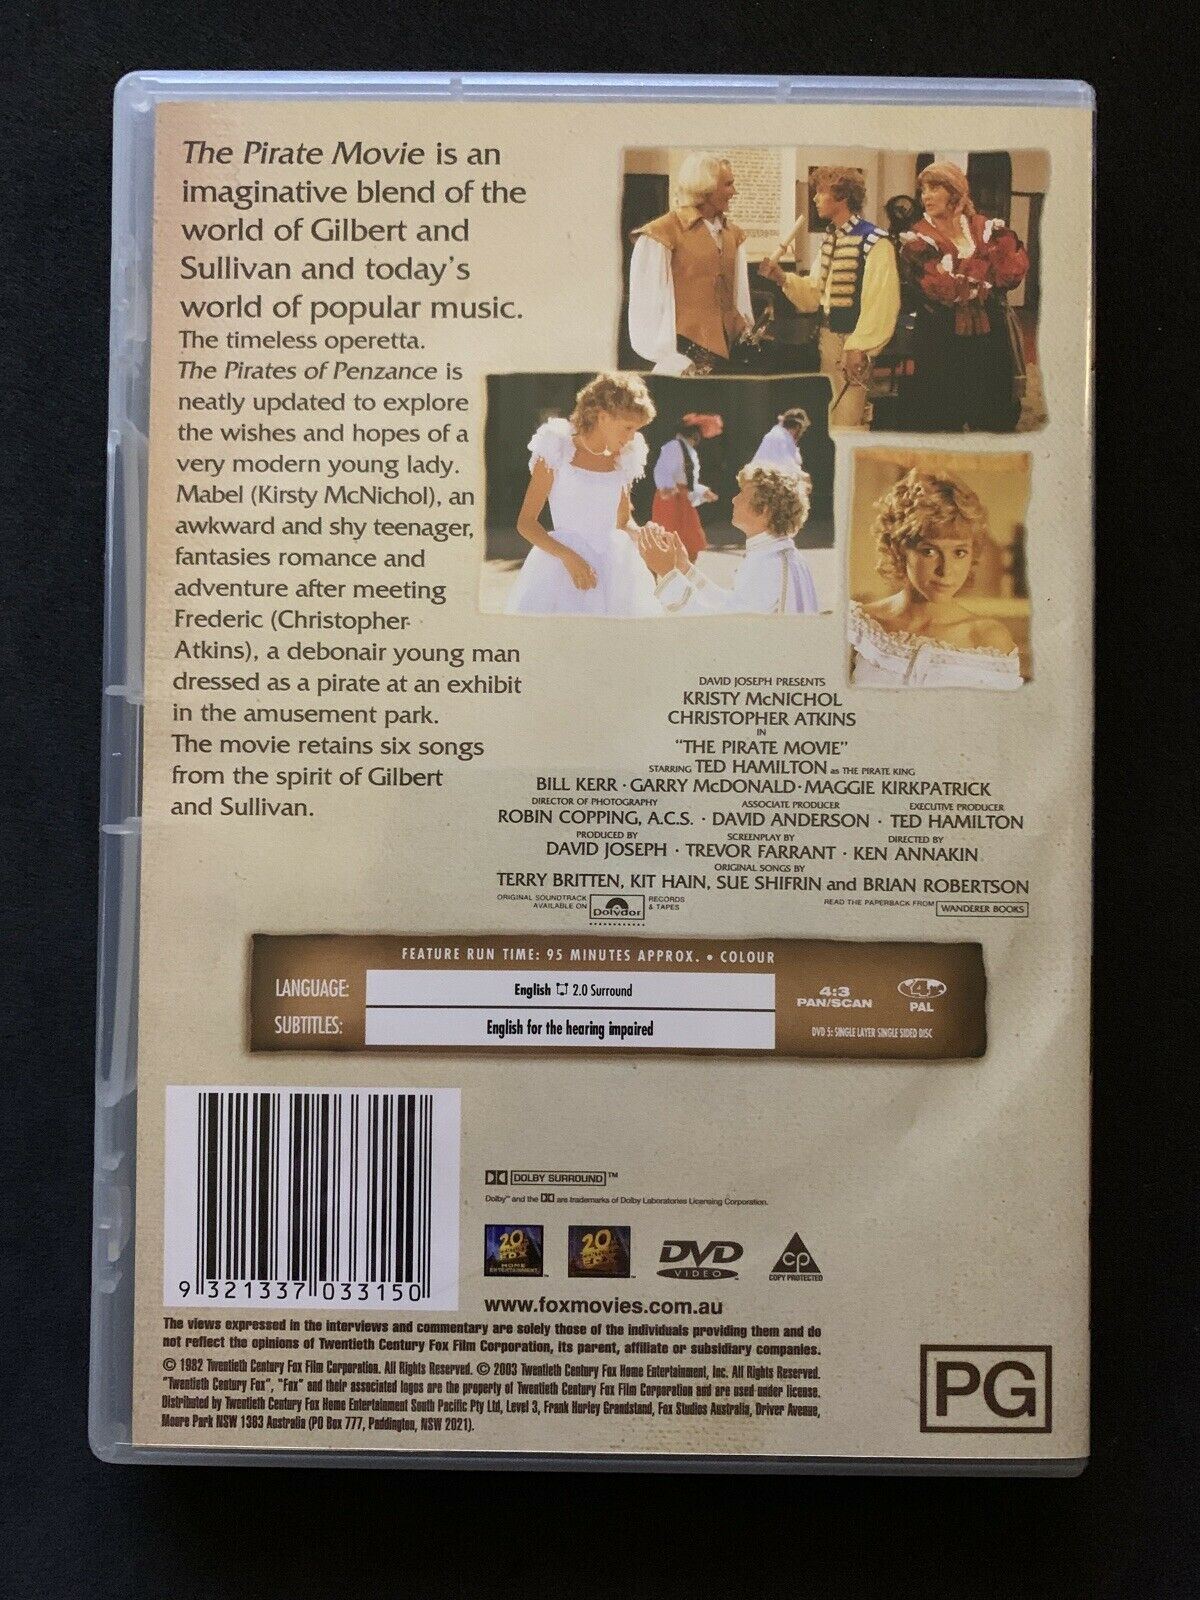 The Pirate Movie is an
imaginative blend of the
world of Gilbert and
Sullivan and today's
world of popular music.
The timeless operetta.
The Pirates of Penzance is
neatly updated to explore
the wishes and hopes of a
very modern young lady.
Mabel (Kirsty McNichol), an
awkward and shy teenager,
fantasies romance and
adventure after meeting
Frederic (Christopher
Atkins), a debonair young man
dressed as a pirate at an exhibit
in the amusement park.
The movie retains six songs
from the spirit of Gilbert
and Sullivan.
DAVID JOSEPH PRESENTS
KRISTY McNICHOL
CHRISTOPHER ATKINS
IN
"THE PIRATE MOVIE"
STARRING TED HAMILTON as THE PIRATE KING
BILL KERR · GARRY McDONALD · MAGGIE KIRKPATRICK
DIRECTOR OF PHOTOGRAPHY ASSOCIATE PRODUCER EXECUTIVE PRODUCER
ROBIN COPPING, A.C.S. · DAVID ANDERSON · TED HAMILTON
PRODUCED BY SCREENPLAY BY DIRECTED BY
DAVID JOSEPH · TREVOR FARRANT · KEN ANNAKIN
ORIGINAL SONGS BY
TERRY BRITTEN, KIT HAIN, SUE SHIFRIN and BRIAN ROBERTSON
ORIGINAL SOUNDTRACK AVAILABLE ON Polydor RECORDS & TAPES
READ THE PAPERBACK FROM WANDERER BOOKS
FEATURE RUN TIME: 95 MINUTES APPROX. • COLOUR
LANGUAGE: English 2.0 Surround
SUBTITLES: English for the hearing impaired
4:3
PAN/SCAN
4
PAL
DVD 5: SINGLE LAYER SINGLE SIDED DISC
9 321337 033150
DOLBY SURROUND™
Dolby™ and the are trademarks of Dolby Laboratories Licensing Corporation.
20th CENTURY FOX HOME ENTERTAINMENT
20th CENTURY FOX
DVD VIDEO
cp COPY PROTECTED
www.foxmovies.com.au
The views expressed in the interviews and commentary are solely those of the individuals providing them and do
not reflect the opinions of Twentieth Century Fox Film Corporation, its parent, affiliate or subsidiary companies.
© 1982 Twentieth Century Fox Film Corporation. All Rights Reserved. © 2003 Twentieth Century Fox Home Entertainment, Inc. All Rights Reserved.
"Twentieth Century Fox", "Fox" and their associated logos are the property of Twentieth Century Fox Film Corporation and are used under license.
Distributed by Twentieth Century Fox Home Entertainment South Pacific Pty Ltd, Level 3, Frank Hurley Grandstand, Fox Studios Australia, Driver Avenue,
Moore Park NSW 1363 Australia (PO Box 777, Paddington, NSW 2021).
PG